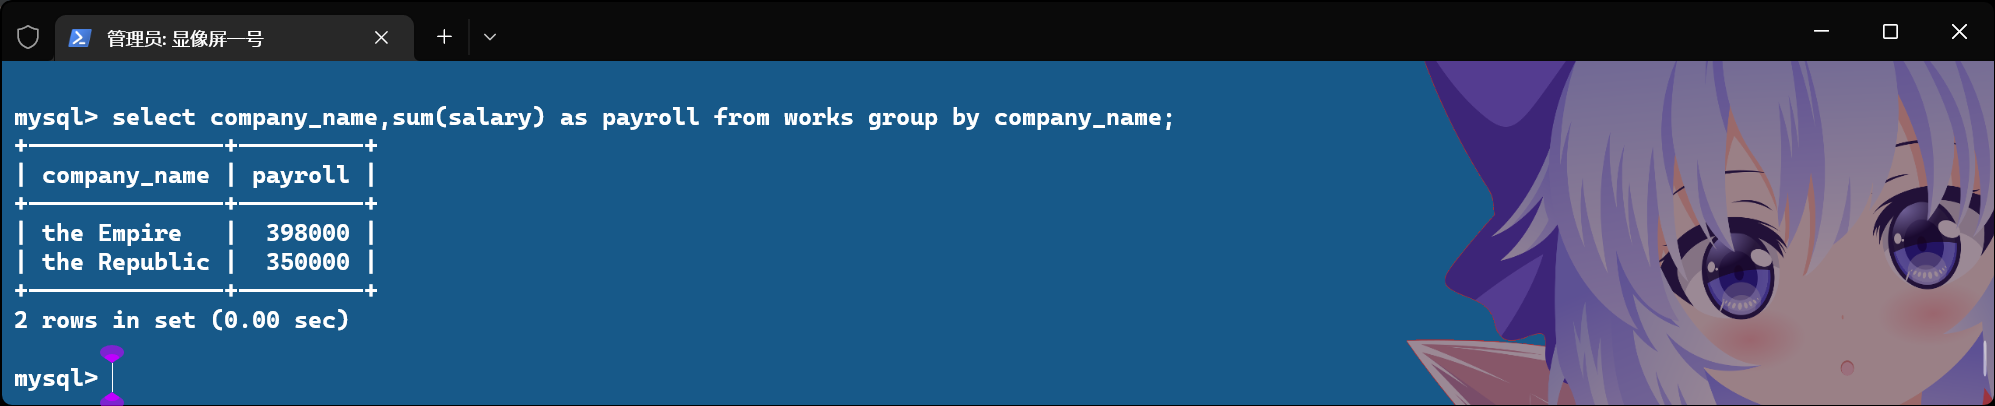 管理员: 显像屏一号
mysql> select company_name,sum(salary) as payroll from works group by company_name;
+--------------+---------+
| company_name | payroll |
+--------------+---------+
| the Empire   |  398000 |
| the Republic |  350000 |
+--------------+---------+
2 rows in set (0.00 sec)
mysql>